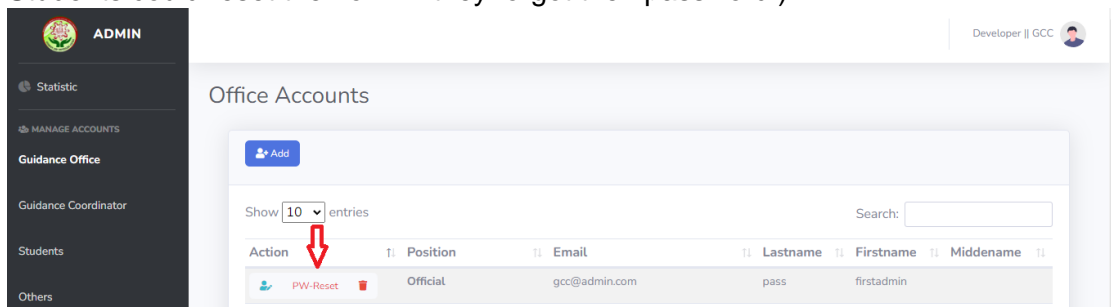 ADMIN
Developer || GCC
Statistic
Office Accounts
MANAGE ACCOUNTS
Add
Guidance Office
Guidance Coordinator
Show 10 entries
Search:
Students
Action Position Email Lastname Firstname Middename
PW-Reset Official gcc@admin.com pass firstadmin
Others